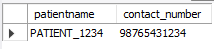 patientname contact_number
PATIENT_1234 98765431234